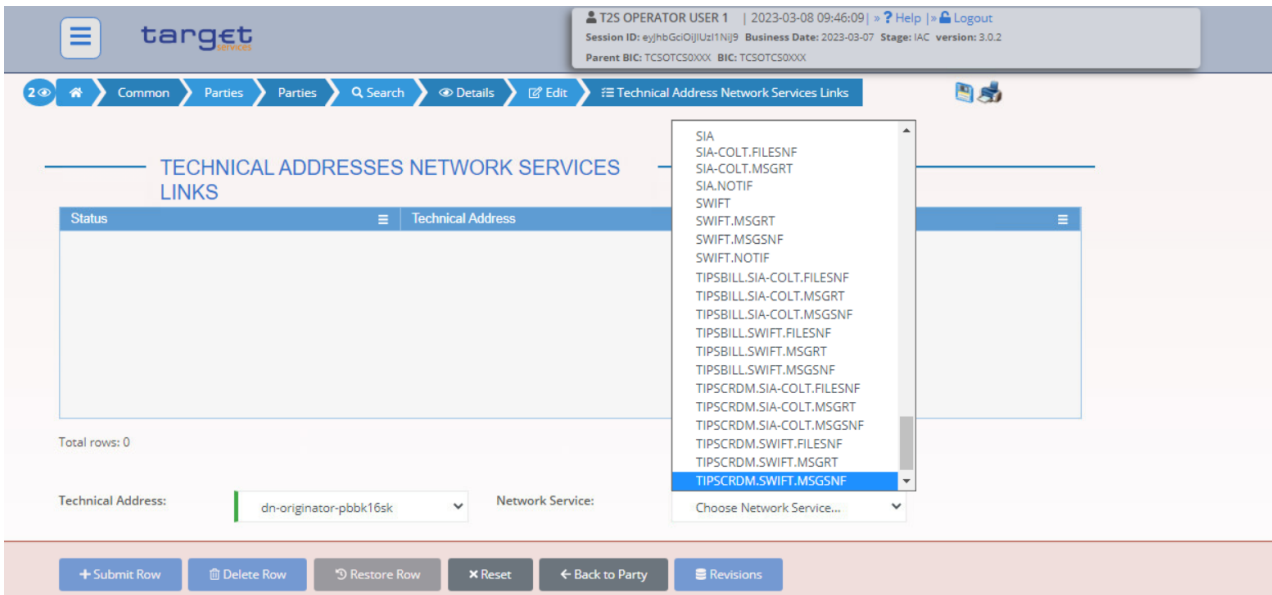 target
services
T2S OPERATOR USER 1 | 2023-03-08 09:46:09| » ? Help |» Logout
Session ID: eyJhbGciOiJIUzI1NiJ9 Business Date: 2023-03-07 Stage: IAC version: 3.0.2
Parent BIC: TCSOTCS0XXX BIC: TCSOTCS0XXX
2 Common Parties Parties Search Details Edit Technical Address Network Services Links
TECHNICAL ADDRESSES NETWORK SERVICES
LINKS
Status Technical Address
SIA
SIA-COLT.FILESNF
SIA-COLT.MSGRT
SIA.NOTIF
SWIFT
SWIFT.MSGRT
SWIFT.MSGSNF
SWIFT.NOTIF
TIPSBILL.SIA-COLT.FILESNF
TIPSBILL.SIA-COLT.MSGRT
TIPSBILL.SIA-COLT.MSGSNF
TIPSBILL.SWIFT.FILESNF
TIPSBILL.SWIFT.MSGRT
TIPSBILL.SWIFT.MSGSNF
TIPSCRDM.SIA-COLT.FILESNF
TIPSCRDM.SIA-COLT.MSGRT
TIPSCRDM.SIA-COLT.MSGSNF
TIPSCRDM.SWIFT.FILESNF
TIPSCRDM.SWIFT.MSGRT
TIPSCRDM.SWIFT.MSGSNF
Total rows: 0
Technical Address: dn-originator-pbbk16sk Network Service: Choose Network Service...
+ Submit Row Delete Row Restore Row × Reset ← Back to Party Revisions